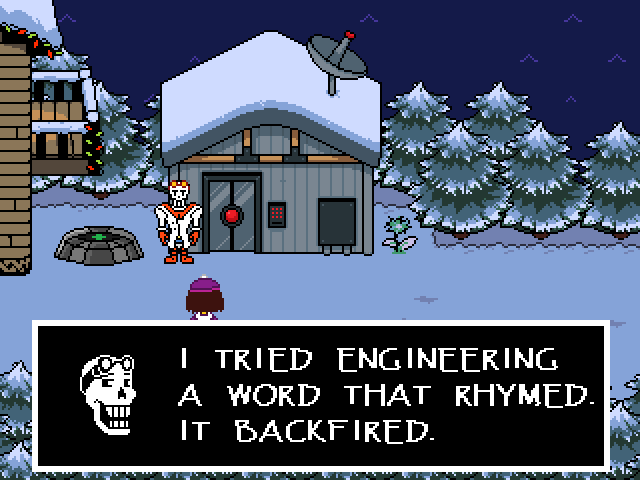 I TRIED ENGINEERING
A WORD THAT RHYMED.
IT BACKFIRED.